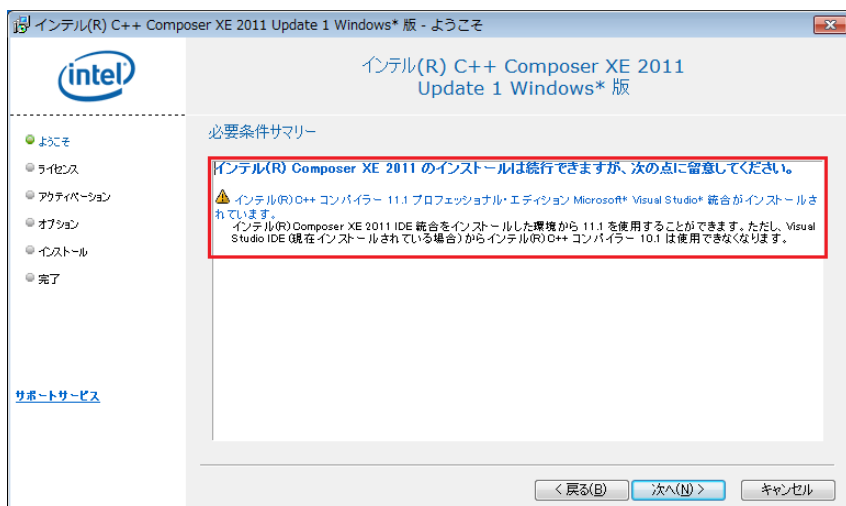 インテル(R) C++ Composer XE 2011 Update 1 Windows* 版 - ようこそ
intel
インテル(R) C++ Composer XE 2011
Update 1 Windows* 版
ようこそ
ライセンス
アクティベーション
オプション
インストール
完了
サポートサービス
必要条件サマリー
インテル(R) Composer XE 2011 のインストールは続行できますが、次の点に留意してください。
インテル(R) C++ コンパイラー 11.1 プロフェッショナル・エディション Microsoft* Visual Studio* 統合がインストールさ
れています。
インテル(R) Composer XE 2011 IDE 統合をインストールした環境から 11.1 を使用することができます。ただし、Visual
Studio IDE (現在インストールされている場合) からインテル(R) C++ コンパイラー 10.1 は使用できなくなります。
< 戻る(B)
次へ(N) >
キャンセル